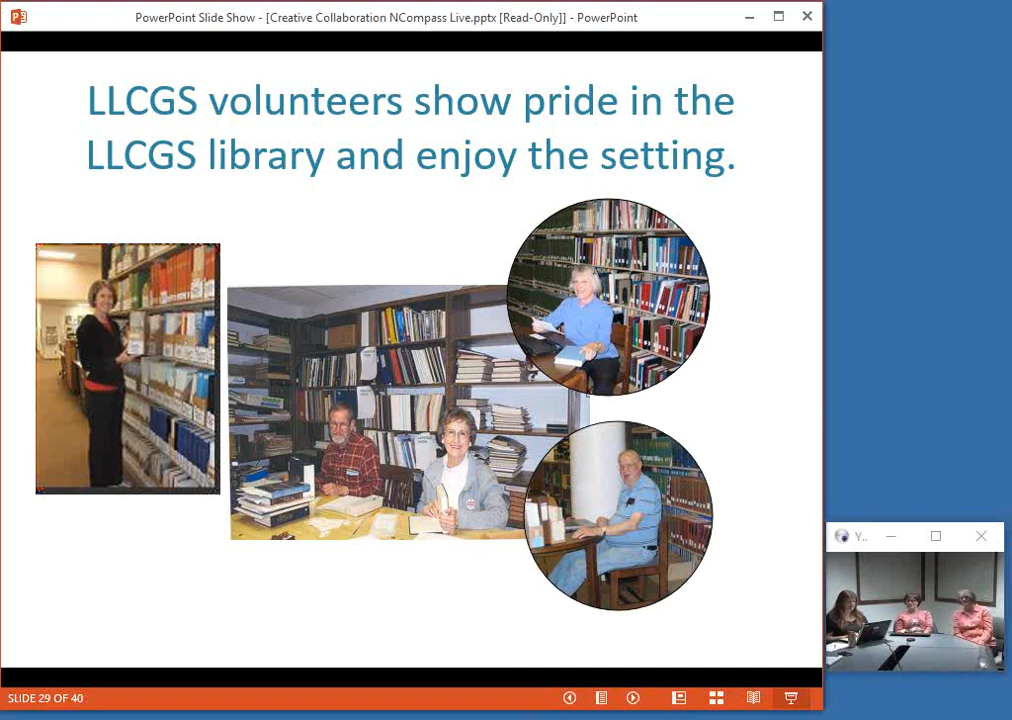 PowerPoint Slide Show - [Creative Collaboration NCompass Live.pptx [Read-Only]] - PowerPoint
LLCGS volunteers show pride in the
LLCGS library and enjoy the setting.
Y..
SLIDE 29 OF 40